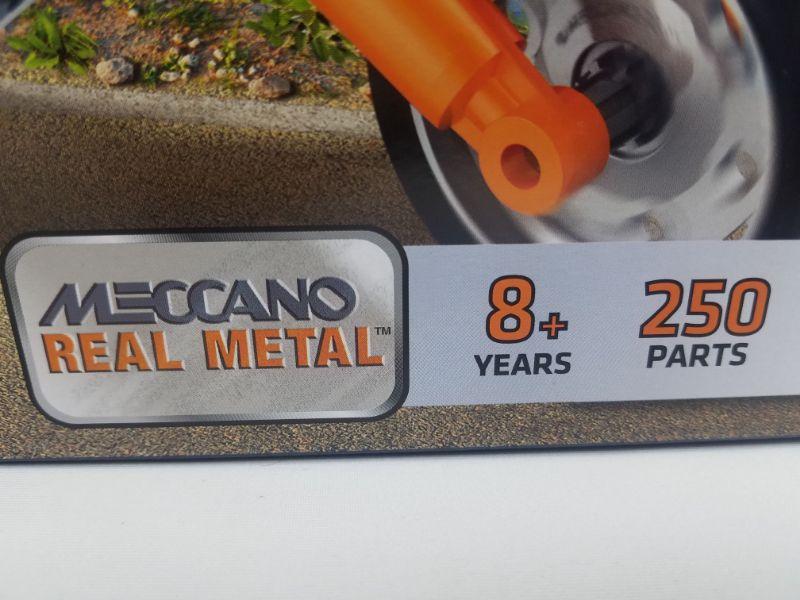 MECCANO
REAL METAL™
8+
YEARS
250
PARTS